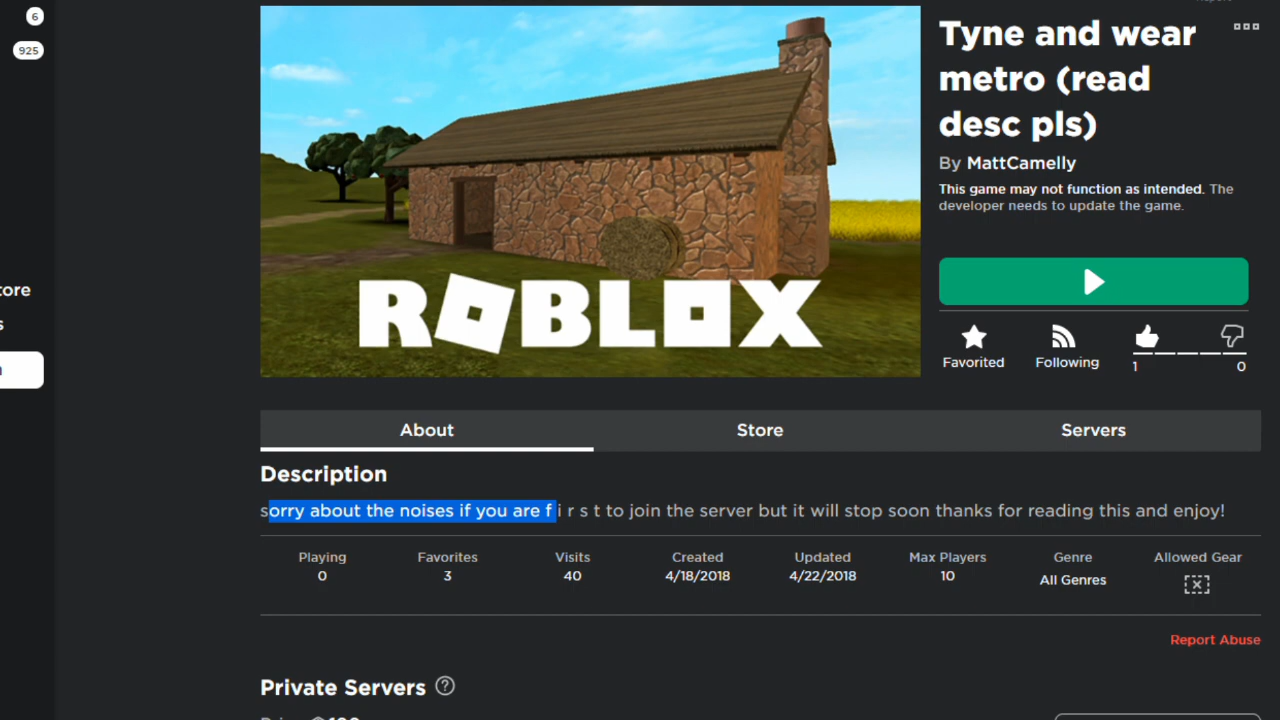 6
925
tore
s
Tyne and wear
metro (read
desc pls)
By MattCamelly
This game may not function as intended. The
developer needs to update the game.
ROBLOX
Favorited
Following
1
0
About
Store
Servers
Description
sorry about the noises if you are f i r s t to join the server but it will stop soon thanks for reading this and enjoy!
Playing
Favorites
Visits
Created
Updated
Max Players
Genre
Allowed Gear
0
3
40
4/18/2018
4/22/2018
10
All Genres
Report Abuse
Private Servers ?